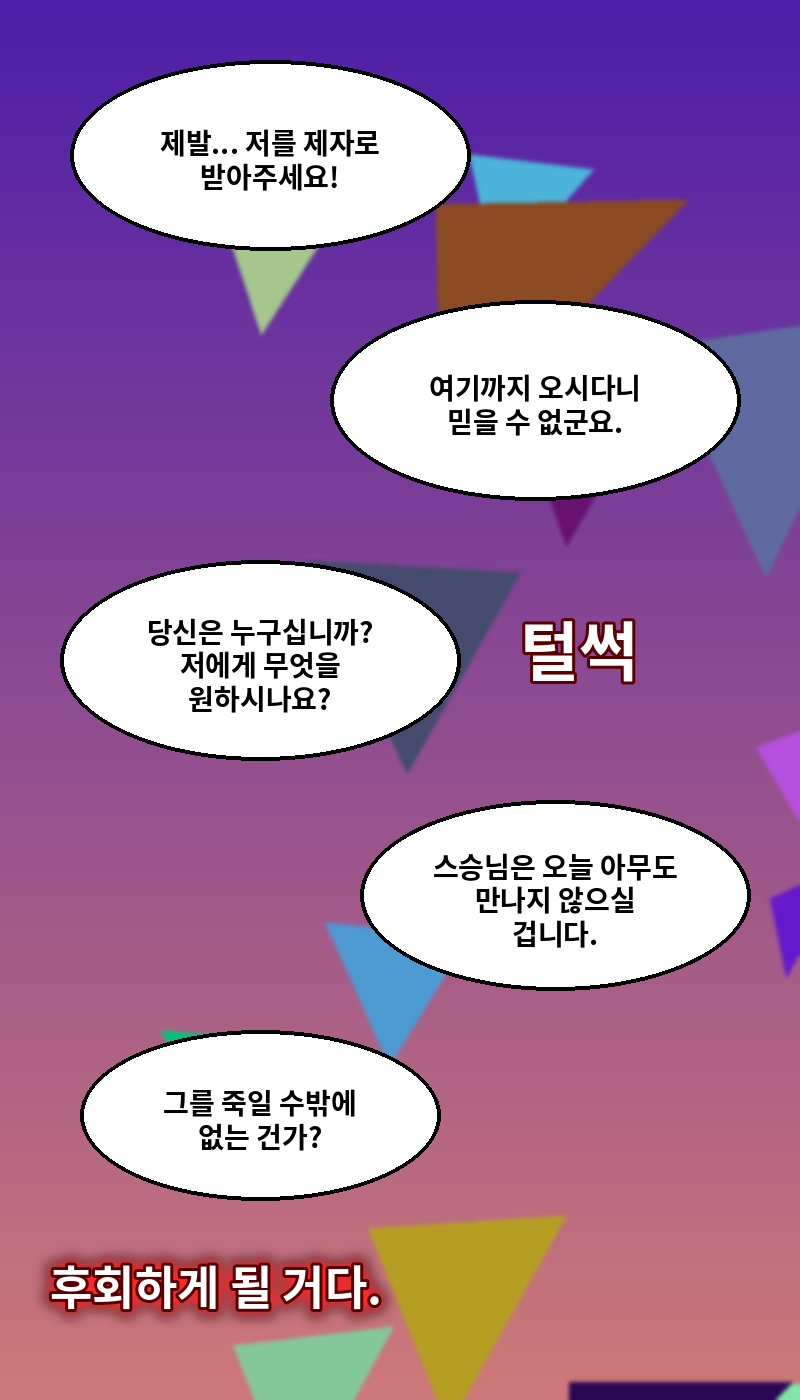 제발... 저를 제자로
받아주세요!
여기까지 오시다니
믿을 수 없군요.
당신은 누구십니까?
저에게 무엇을
원하시나요?
털썩
스승님은 오늘 아무도
만나지 않으실
겁니다.
그를 죽일 수밖에
없는 건가?
후회하게 될 거다.